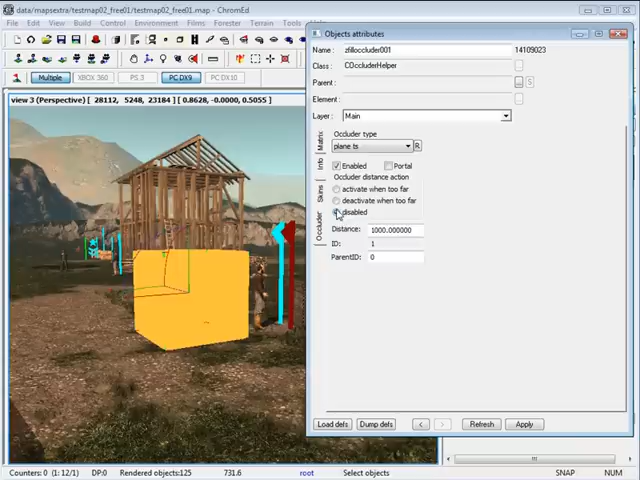 data/mapsextra/testmap02_free01/testmap02_free01.map - ChromEd
File Edit View Build Control Environment Films Forester Terrain Tools
Multiple XBOX 360 PS 3 PC DX9 PC DX10
view 3 (Perspective) [ 28112, 5248, 23184 ] [ 0.8628, -0.0000, 0.5055 ]
Objects attributes
Name : zfilloccluder001 14109023
Class : COccluderHelper
Parent : ... S
Element :
Layer : Main
Matrix Info Skins Occluder
Occluder type
plane ts R
Enabled Portal
Occluder distance action
activate when too far
deactivate when too far
disabled
Distance: 1000.000000
ID: 1
ParentID: 0
Load defs Dump defs < > Refresh Apply
Counters: 0 (1: 12/1) DP:0 Rendered objects:125 731.6 root Select objects SNAP NUM